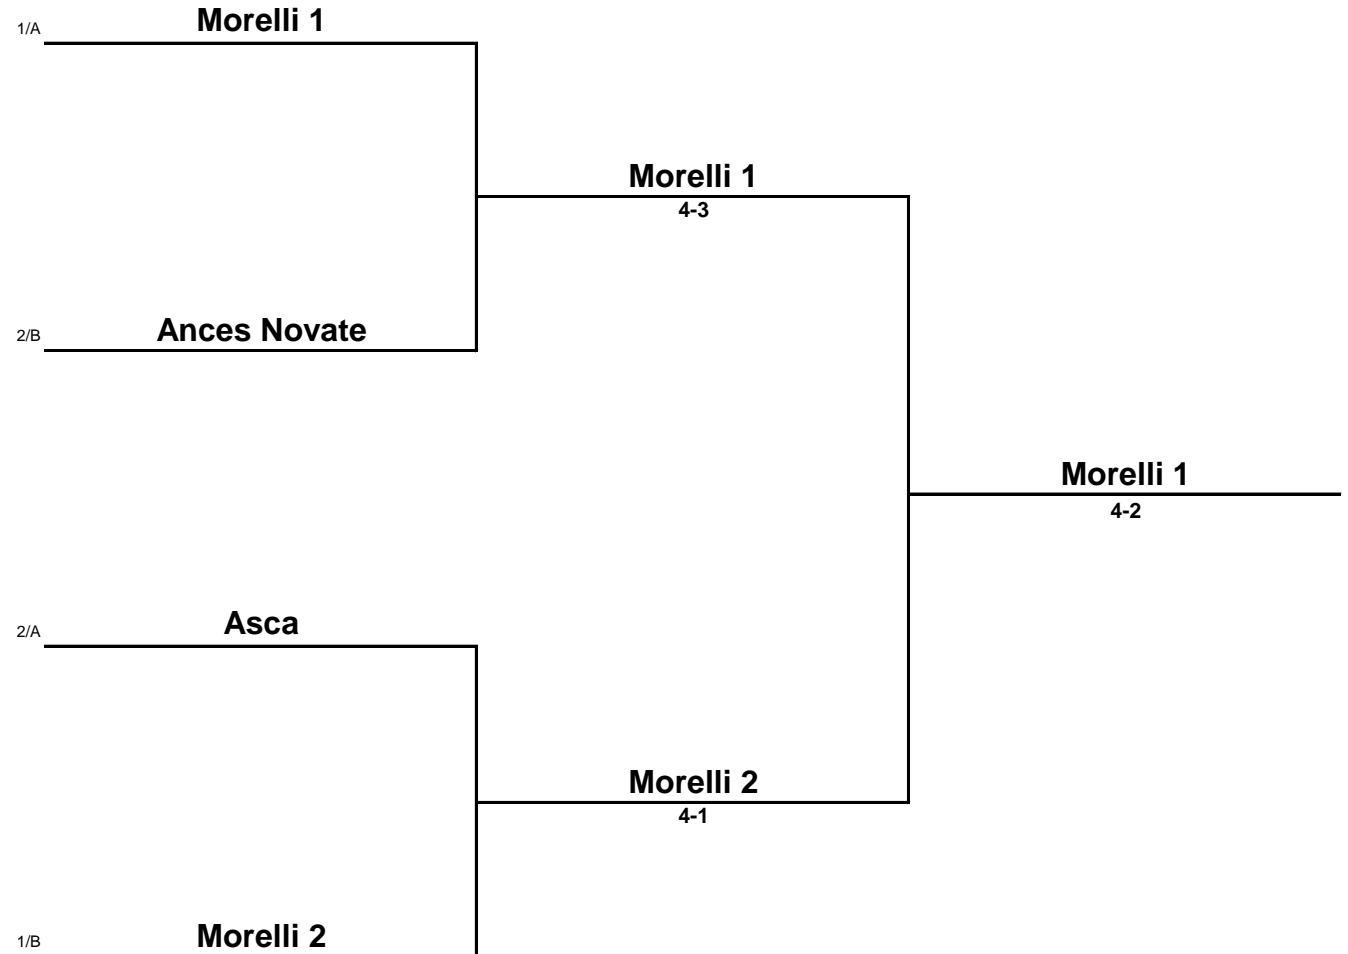 1/A Morelli 1
Morelli 1
4-3
2/B Ances Novate
Morelli 1
4-2
2/A Asca
Morelli 2
4-1
1/B Morelli 2